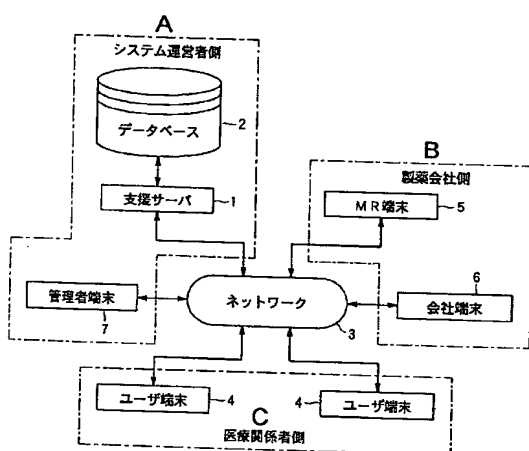 A
システム運営者側
データベース
2
支援サーバ
1
B
製薬会社側
MR端末
5
6
会社端末
管理者端末
7
ネットワーク
3
ユーザ端末
4
C
4
ユーザ端末
医療関係者側